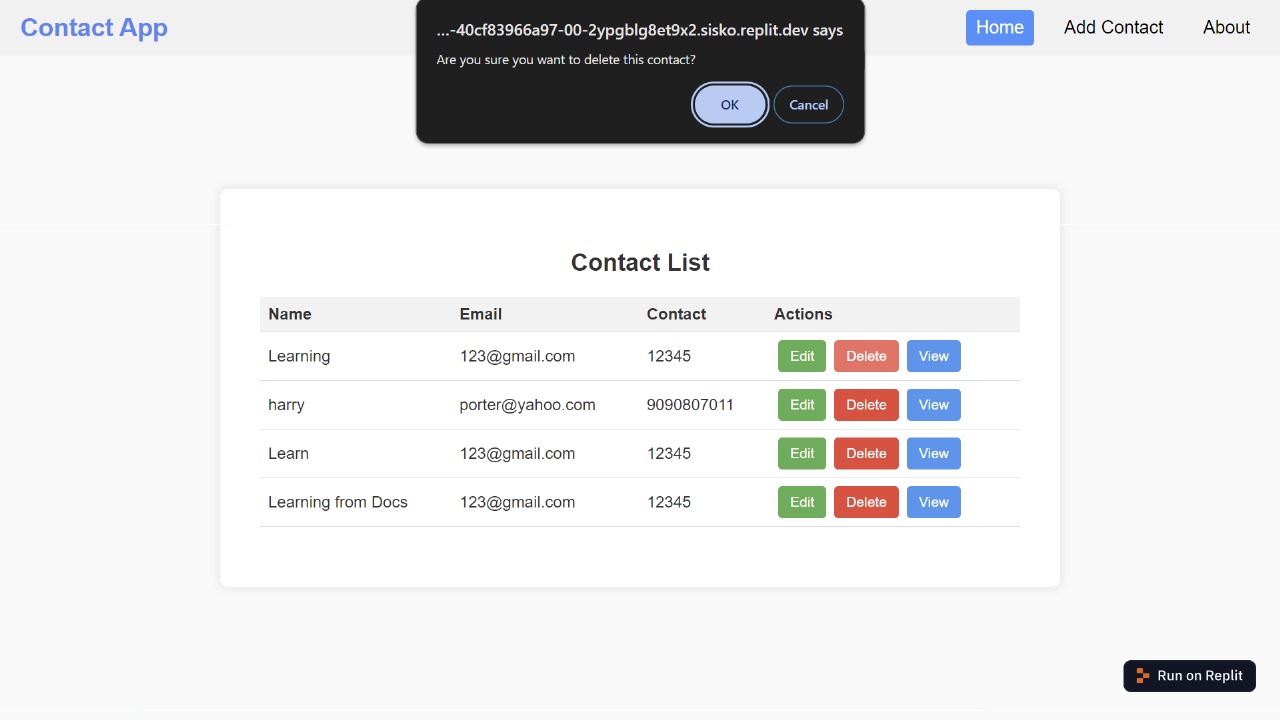 Contact App
Home Add Contact About
...-40cf83966a97-00-2ypgblg8et9x2.sisko.replit.dev says
Are you sure you want to delete this contact?
OK Cancel
Contact List
Name Email Contact Actions
Learning 123@gmail.com 12345 Edit Delete View
harry porter@yahoo.com 9090807011 Edit Delete View
Learn 123@gmail.com 12345 Edit Delete View
Learning from Docs 123@gmail.com 12345 Edit Delete View
Run on Replit